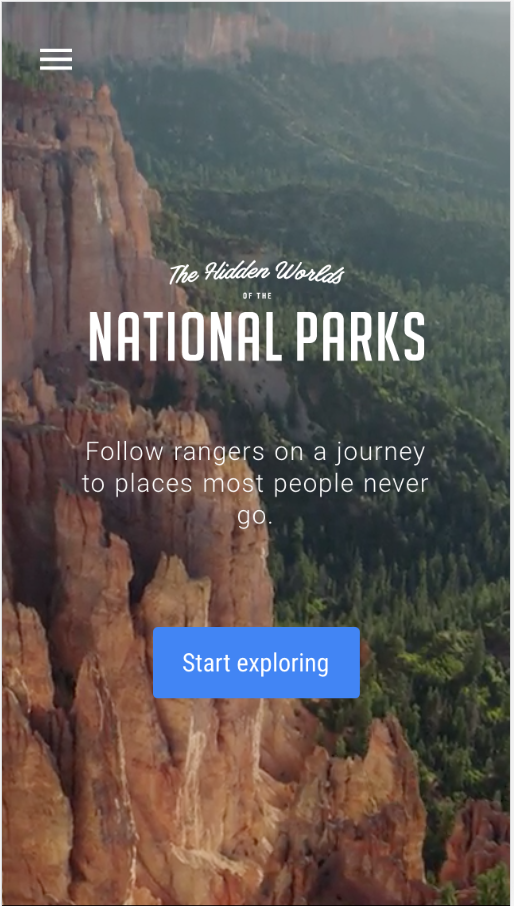 The Hidden Worlds
OF THE
NATIONAL PARKS
Follow rangers on a journey
to places most people never
go.
Start exploring